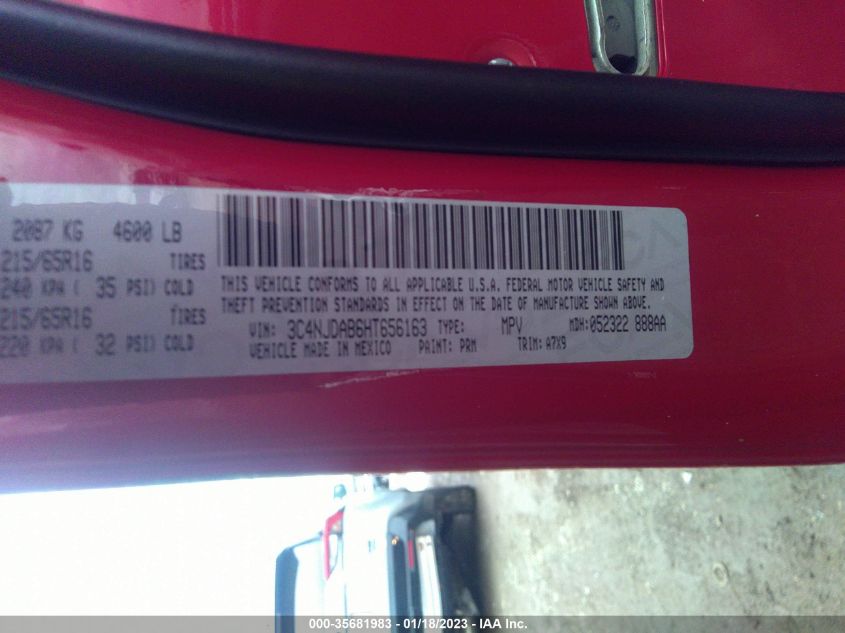 2087 KG 4600 LB
215/65R16 TIRES
240 KPA ( 35 PSI) COLD
215/65R16 TIRES
220 KPA ( 32 PSI) COLD
THIS VEHICLE CONFORMS TO ALL APPLICABLE U.S.A. FEDERAL MOTOR VEHICLE SAFETY AND
THEFT PREVENTION STANDARDS IN EFFECT ON THE DATE OF MANUFACTURE SHOWN ABOVE.
VIN: 3C4NJDAB6HT656163 TYPE: MPV MDH:052322 888AA
VEHICLE MADE IN MEXICO PAINT: PRM TRIM: A7X9
000-35681983 - 01/18/2023 - IAA Inc.